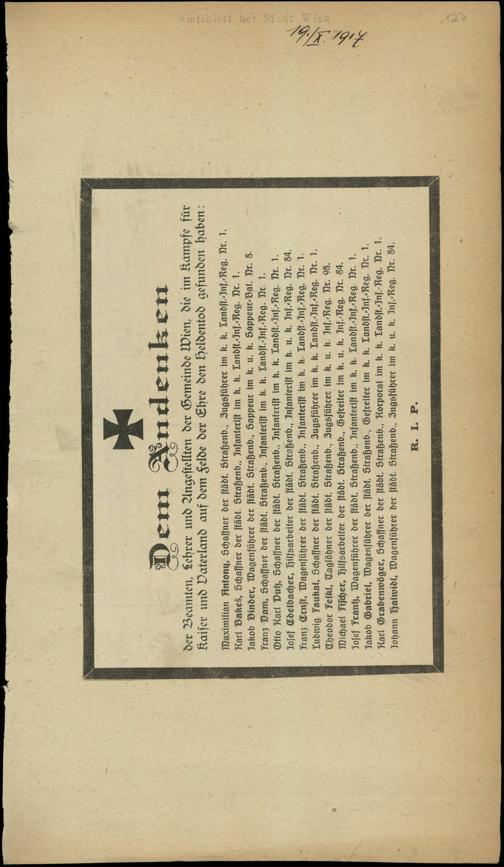 Amtsblatt der Stadt Wien
19./X. 1917
127
Dem Andenken
der Beamten, Lehrer und Angestellten der Gemeinde Wien, die im Kampfe für
Kaiser und Vaterland auf dem Felde der Ehre den Heldentod gefunden haben:
Maximilian Antony, Schaffner der städt. Straßenb., Zugsführer im k. k. Landst.-Inf.-Reg. Nr. 1.
Karl Bakeš, Schaffner der städt. Straßenb., Infanterist im k. k. Landst.-Inf.-Reg. Nr. 1.
Jakob Binder, Wagenführer der städt. Straßenb., Sappeur im k. u. k. Sappeur-Bat. Nr. 8.
Franz Dam, Schaffner der städt. Straßenb., Infanterist im k. k. Landst.-Inf.-Reg. Nr. 1.
Otto Karl Dutz, Schaffner der städt. Straßenb., Infanterist im k. k. Landst.-Inf.-Reg. Nr. 1.
Josef Edelbacher, Hilfsarbeiter der städt. Straßenb., Infanterist im k. u. k. Inf.-Reg. Nr. 84.
Franz Ernst, Wagenführer der städt. Straßenb., Infanterist im k. k. Landst.-Inf.-Reg. Nr. 1.
Ludwig Faukal, Schaffner der städt. Straßenb., Zugsführer im k. k. Landst.-Inf.-Reg. Nr. 1.
Theodor Feikl, Taglöhner der städt. Straßenb., Zugsführer im k. u. k. Inf.-Reg. Nr. 98.
Michael Fischer, Hilfsarbeiter der städt. Straßenb., Gefreiter im k. u. k. Inf.-Reg. Nr. 84.
Josef Frantz, Wagenführer der städt. Straßenb., Infanterist im k. k. Landst.-Inf.-Reg. Nr. 1.
Jakob Gabriel, Wagenführer der städt. Straßenb., Gefreiter im k. k. Landst.-Inf.-Reg. Nr. 1.
Karl Grabenwöger, Schaffner der städt. Straßenb., Korporal im k. k. Landst.-Inf.-Reg. Nr. 1.
Johann Haiwidl, Wagenführer der städt. Straßenb., Zugsführer im k. u. k. Inf.-Reg. Nr. 84.
R. I. P.